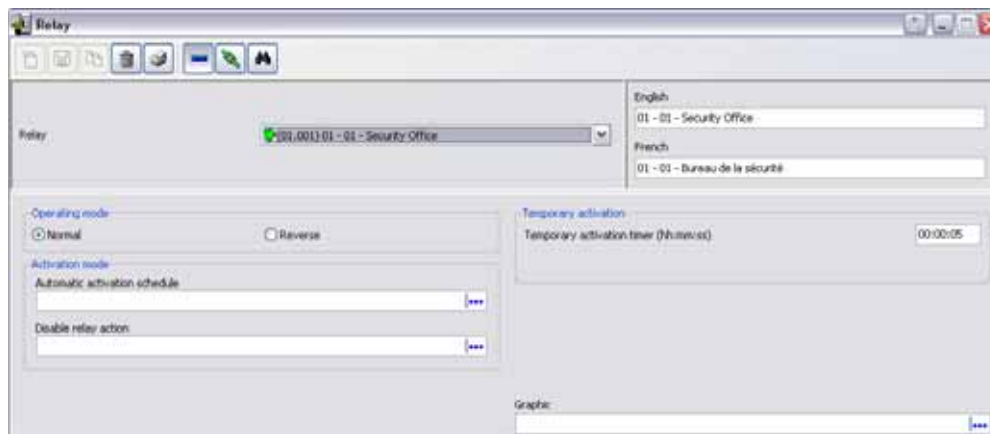 Relay
English
01 - 01 - Security Office
Relay
(01.001) 01 - 01 - Security Office
French
01 - 01 - Bureau de la sécurité
Operating mode
Normal
Reverse
Temporary activation
Temporary activation timer (hh:mm:ss)
00:00:05
Activation mode
Automatic activation schedule
Disable relay action
Graphic